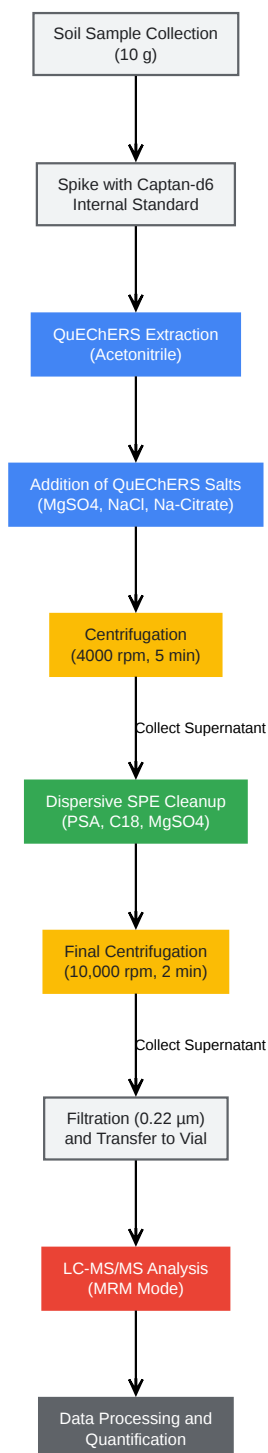 Soil Sample Collection
(10 g)
Spike with Captan-d6
Internal Standard
QuEChERS Extraction
(Acetonitrile)
Addition of QuEChERS Salts
(MgSO4, NaCl, Na-Citrate)
Centrifugation
(4000 rpm, 5 min)
Collect Supernatant
Dispersive SPE Cleanup
(PSA, C18, MgSO4)
Final Centrifugation
(10,000 rpm, 2 min)
Collect Supernatant
Filtration (0.22 µm)
and Transfer to Vial
LC-MS/MS Analysis
(MRM Mode)
Data Processing and
Quantification